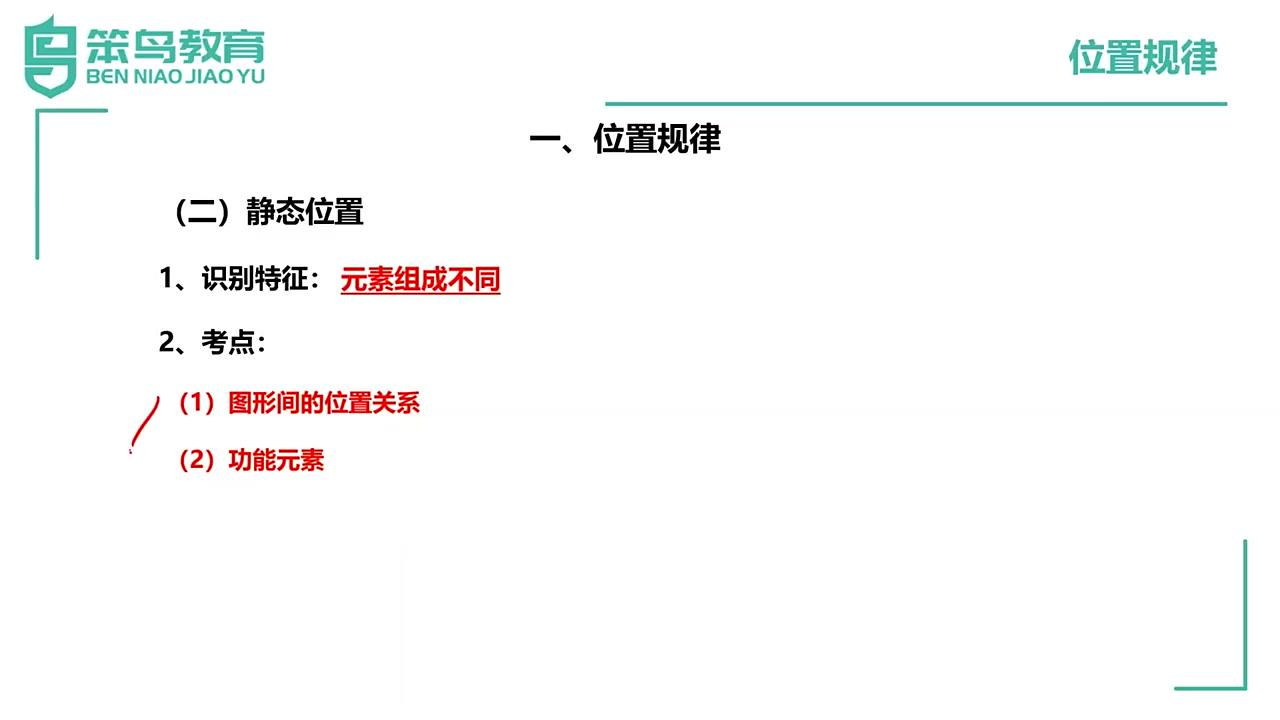 笨鸟教育
BEN NIAO JIAO YU
位置规律
一、位置规律
（二）静态位置
1、识别特征： 元素组成不同
2、考点：
（1）图形间的位置关系
（2）功能元素